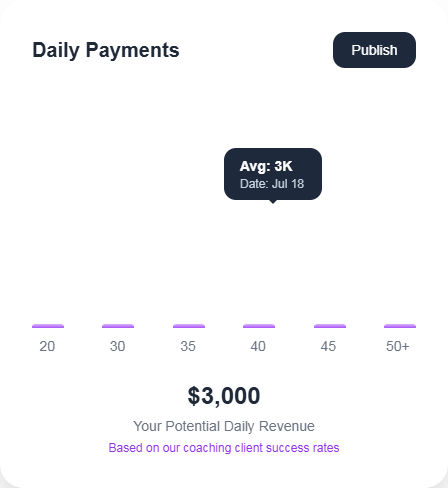 Daily Payments
Publish
Avg: 3K
Date: Jul 18
20 30 35 40 45 50+
$3,000
Your Potential Daily Revenue
Based on our coaching client success rates